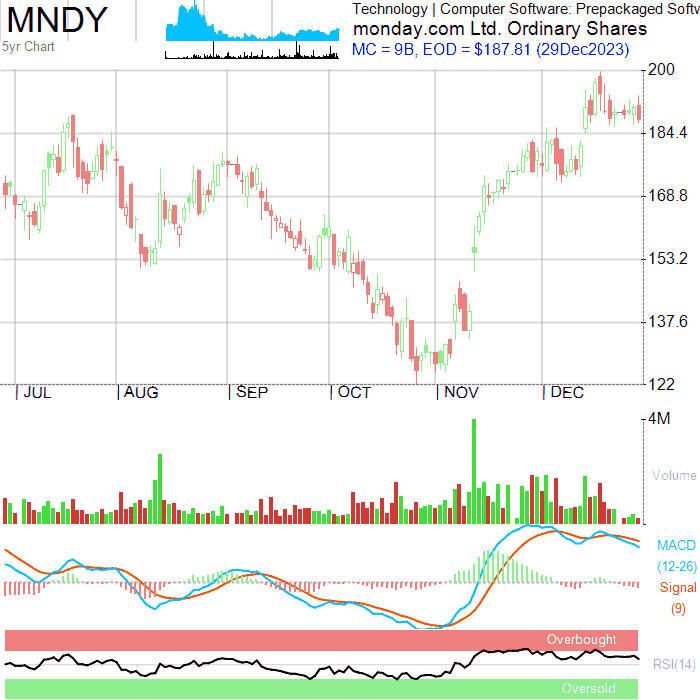 MNDY
5yr Chart
Technology | Computer Software: Prepackaged Softw
monday.com Ltd. Ordinary Shares
MC = 9B, EOD = $187.81 (29Dec2023)
200
184.4
168.8
153.2
137.6
122
JUL AUG SEP OCT NOV DEC
4M
Volume
MACD
(12-26)
Signal
(9)
Overbought
RSI(14)
Oversold